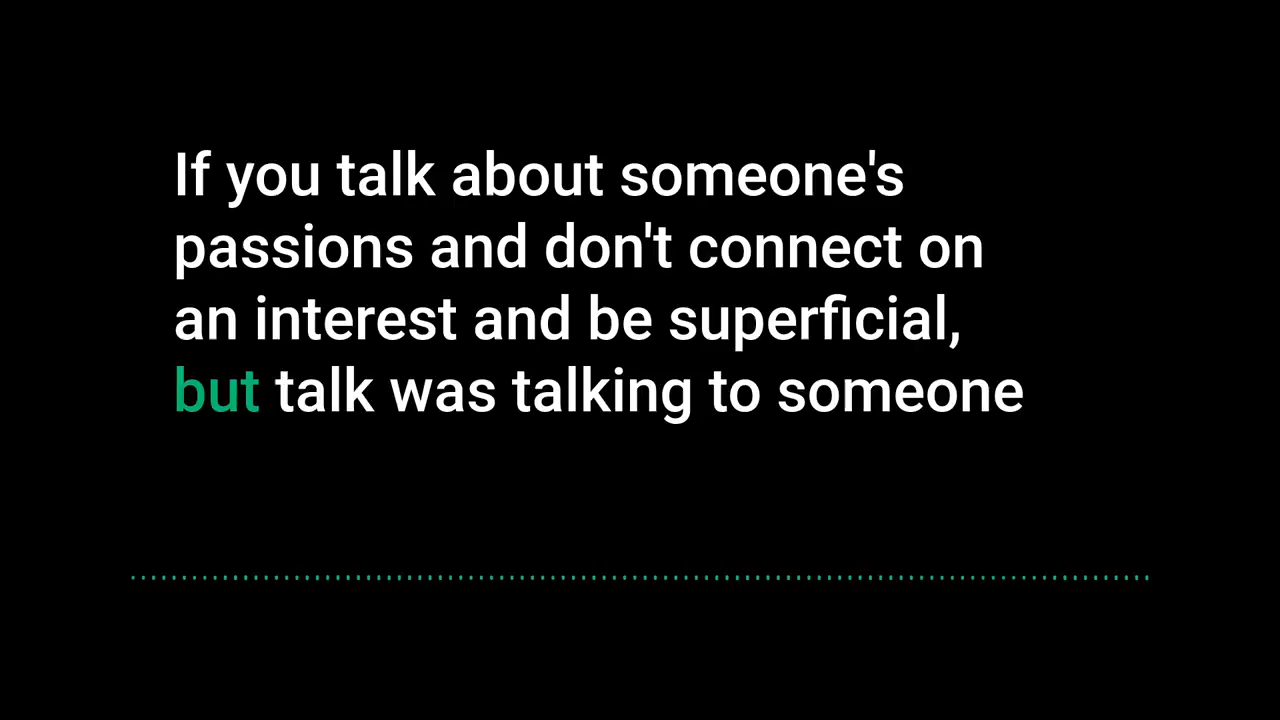 If you talk about someone's
passions and don't connect on
an interest and be superficial,
but talk was talking to someone